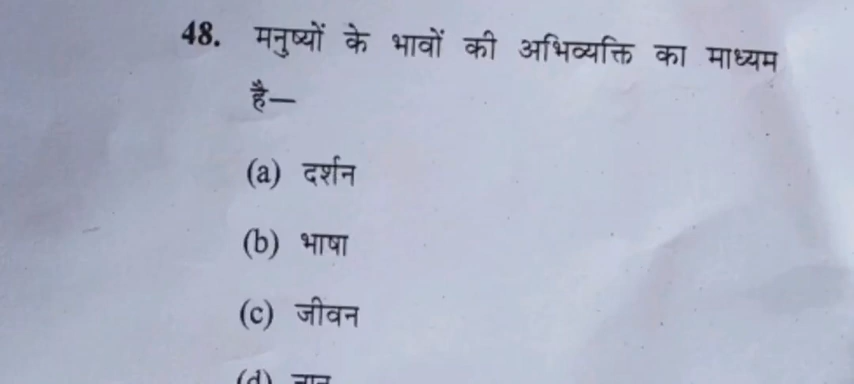 48. मनुष्यों के भावों की अभिव्यक्ति का माध्यम
है—
(a) दर्शन
(b) भाषा
(c) जीवन
(d)